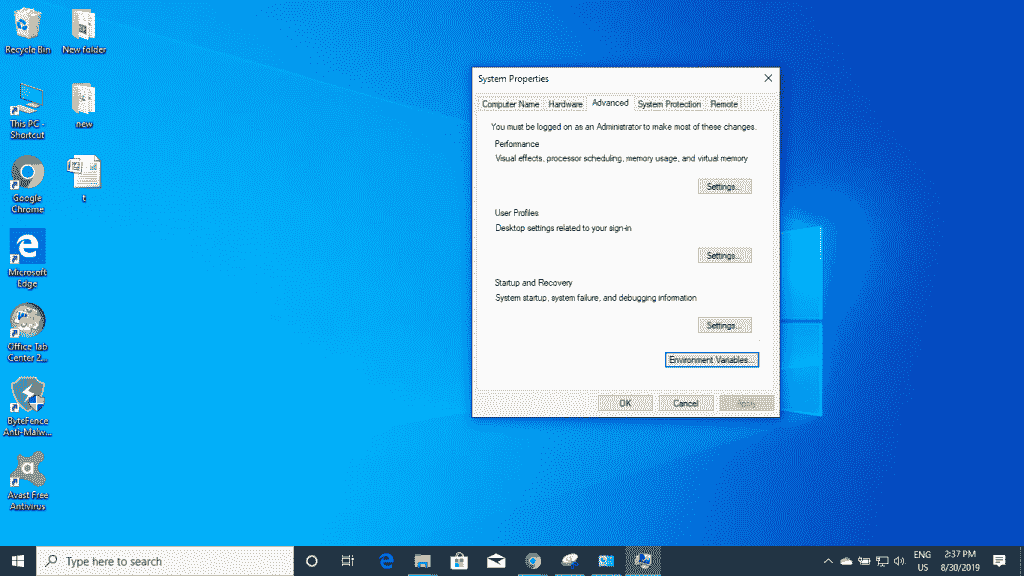 Recycle Bin
New folder
This PC -
Shortcut
new
Google
Chrome
t
Microsoft
Edge
Office Tab
Center 2...
ByteFence
Anti-Malw...
Avast Free
Antivirus
System Properties
Computer Name
Hardware
Advanced
System Protection
Remote
You must be logged on as an Administrator to make most of these changes.
Performance
Visual effects, processor scheduling, memory usage, and virtual memory
Settings...
User Profiles
Desktop settings related to your sign-in
Settings...
Startup and Recovery
System startup, system failure, and debugging information
Settings...
Environment Variables...
OK
Cancel
Apply
Type here to search
ENG
US
2:37 PM
8/30/2019